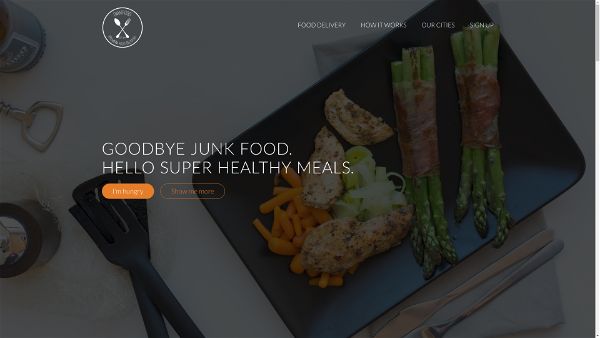 FOOD DELIVERY
HOW IT WORKS
OUR CITIES
SIGN UP
GOODBYE JUNK FOOD.
HELLO SUPER HEALTHY MEALS.
I'm hungry
Show me more